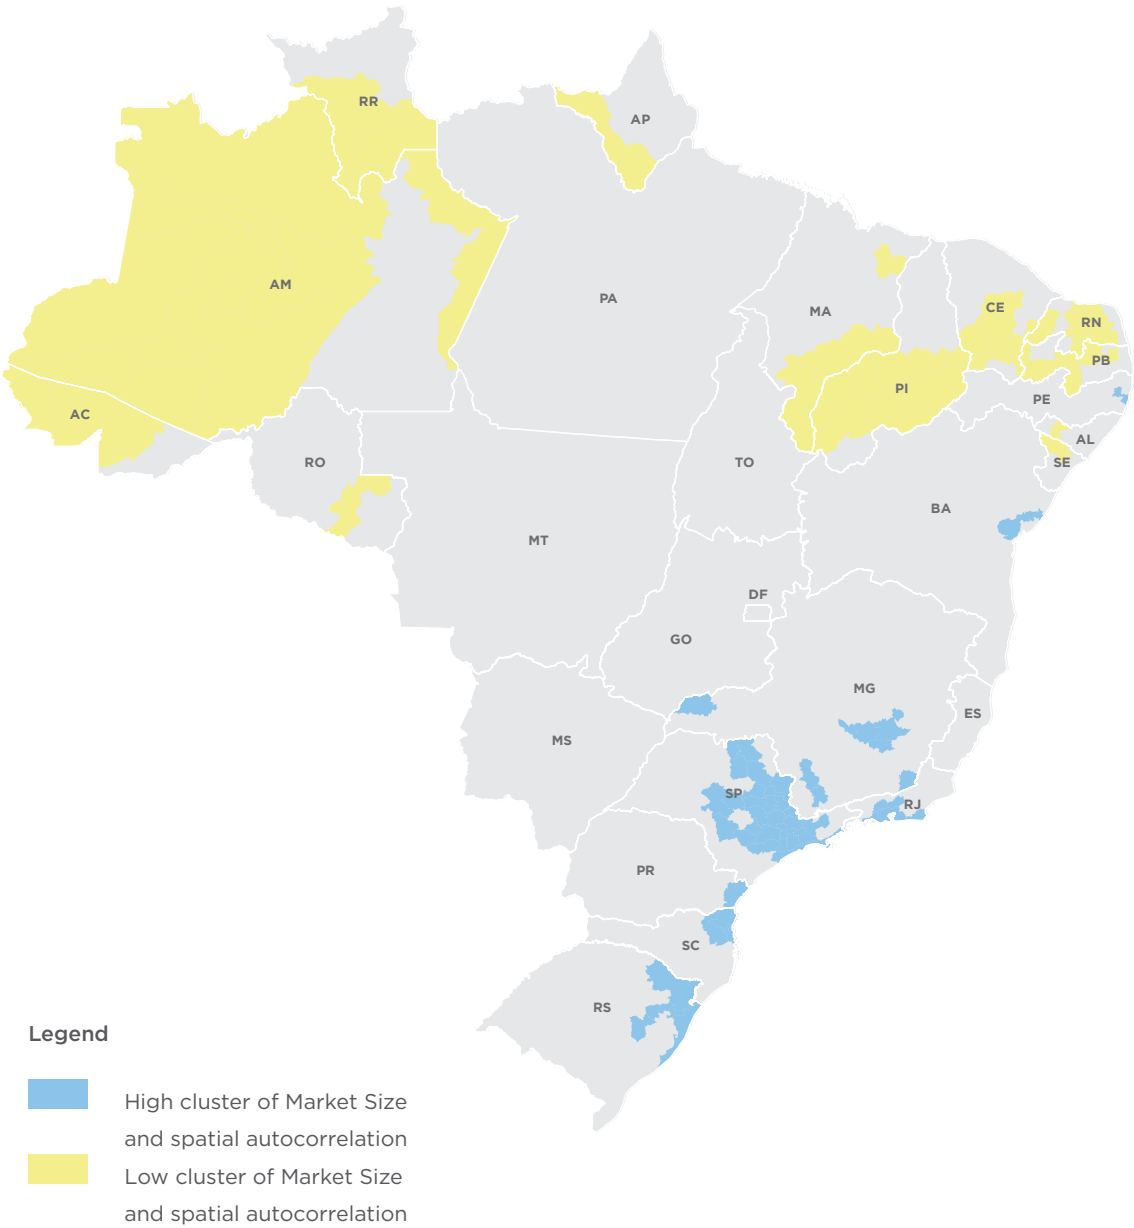 RR
AP
AM
PA
MA
CE
RN
PB
PI
PE
AC
AL
SE
RO
TO
BA
MT
DF
GO
MG
ES
MS
SP
RJ
PR
SC
RS
Legend
High cluster of Market Size
and spatial autocorrelation
Low cluster of Market Size
and spatial autocorrelation